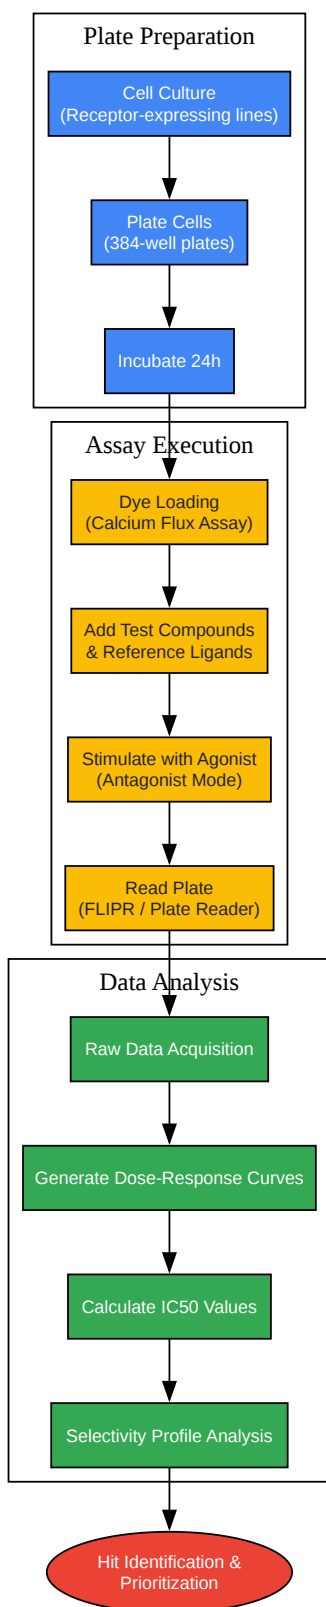 Plate Preparation
Cell Culture
(Receptor-expressing lines)
Plate Cells
(384-well plates)
Incubate 24h
Assay Execution
Dye Loading
(Calcium Flux Assay)
Add Test Compounds
& Reference Ligands
Stimulate with Agonist
(Antagonist Mode)
Read Plate
(FLIPR / Plate Reader)
Data Analysis
Raw Data Acquisition
Generate Dose-Response Curves
Calculate IC50 Values
Selectivity Profile Analysis
Hit Identification &
Prioritization